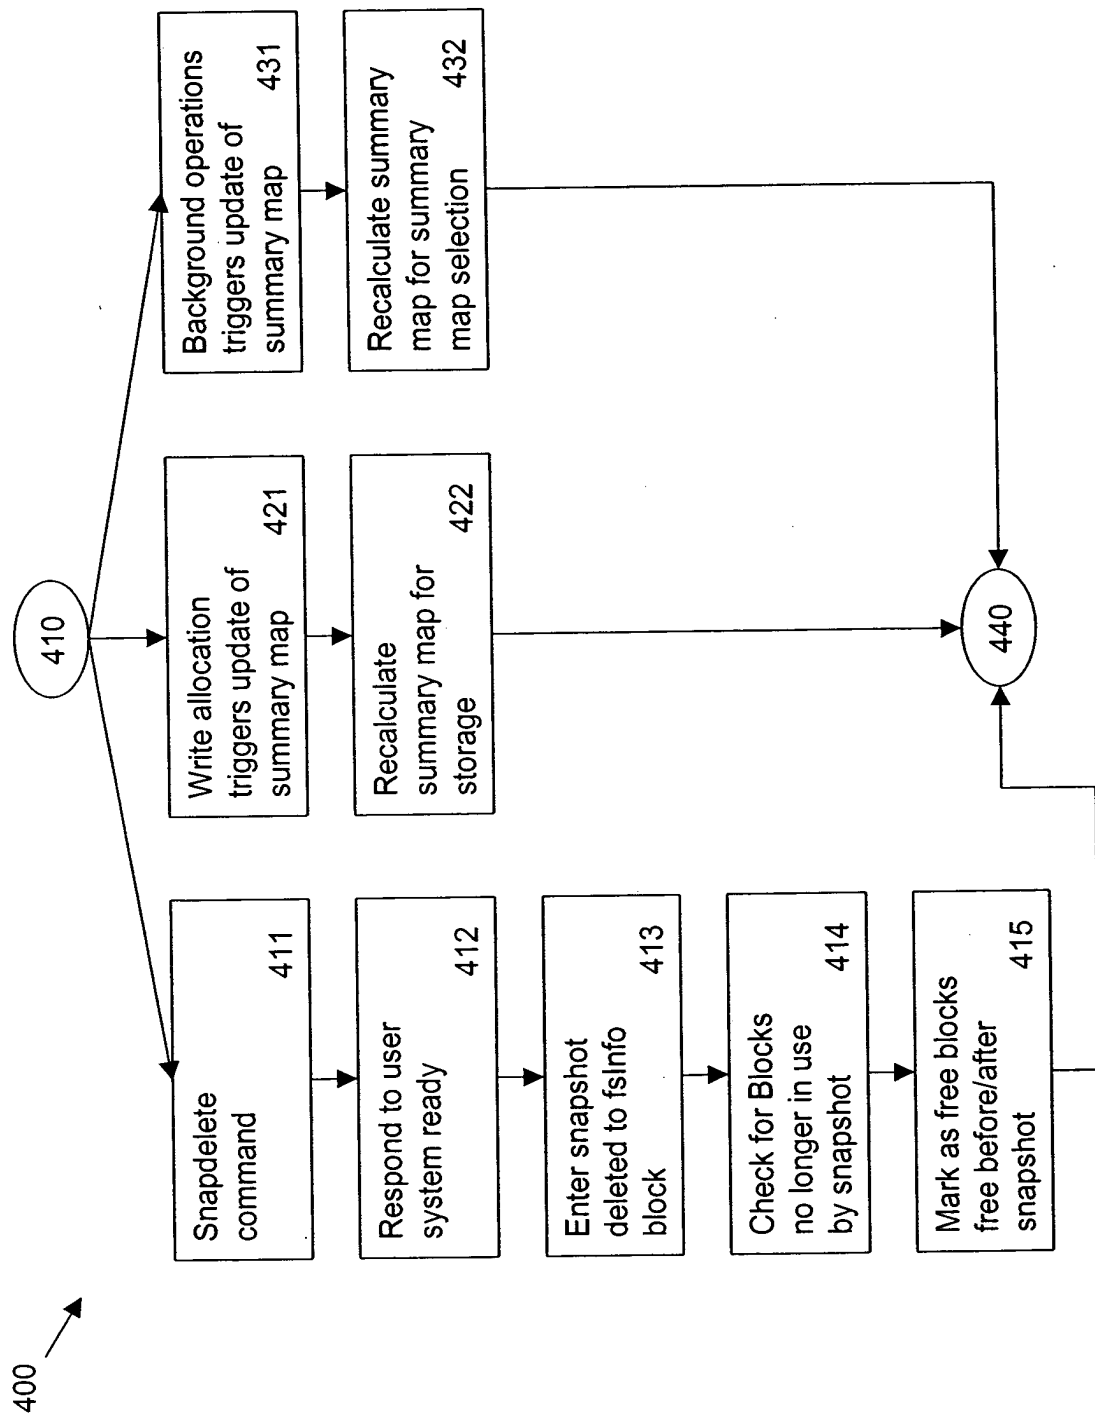 400
410
Snapdelete
command
411
Respond to user
system ready
412
Enter snapshot
deleted to fsInfo
block
413
Check for Blocks
no longer in use
by snapshot
414
Mark as free blocks
free before/after
snapshot
415
Write allocation
triggers update of
summary map
421
Recalculate
summary map for
storage
422
Background operations
triggers update of
summary map
431
Recalculate summary
map for summary
map selection
432
440